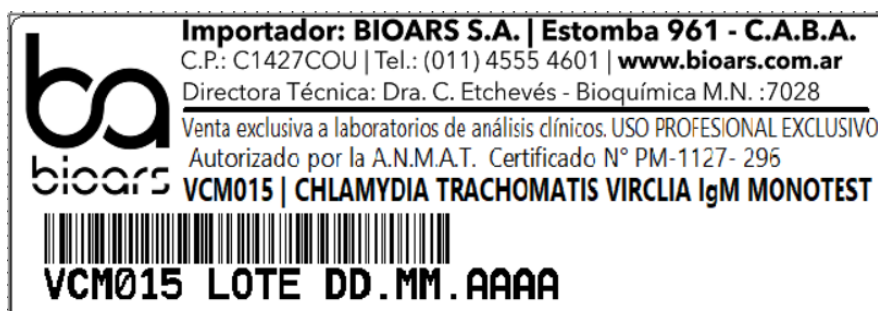 Importador: BIOARS S.A. | Estomba 961 - C.A.B.A.
C.P.: C1427COU | Tel.: (011) 4555 4601 | www.bioars.com.ar
Directora Técnica: Dra. C. Etchevés - Bioquímica M.N. :7028
Venta exclusiva a laboratorios de análisis clínicos. USO PROFESIONAL EXCLUSIVO
Autorizado por la A.N.M.A.T. Certificado N° PM-1127- 296
bioars
VCM015 | CHLAMYDIA TRACHOMATIS VIRCLIA IgM MONOTEST
VCM015 LOTE DD.MM.AAAA